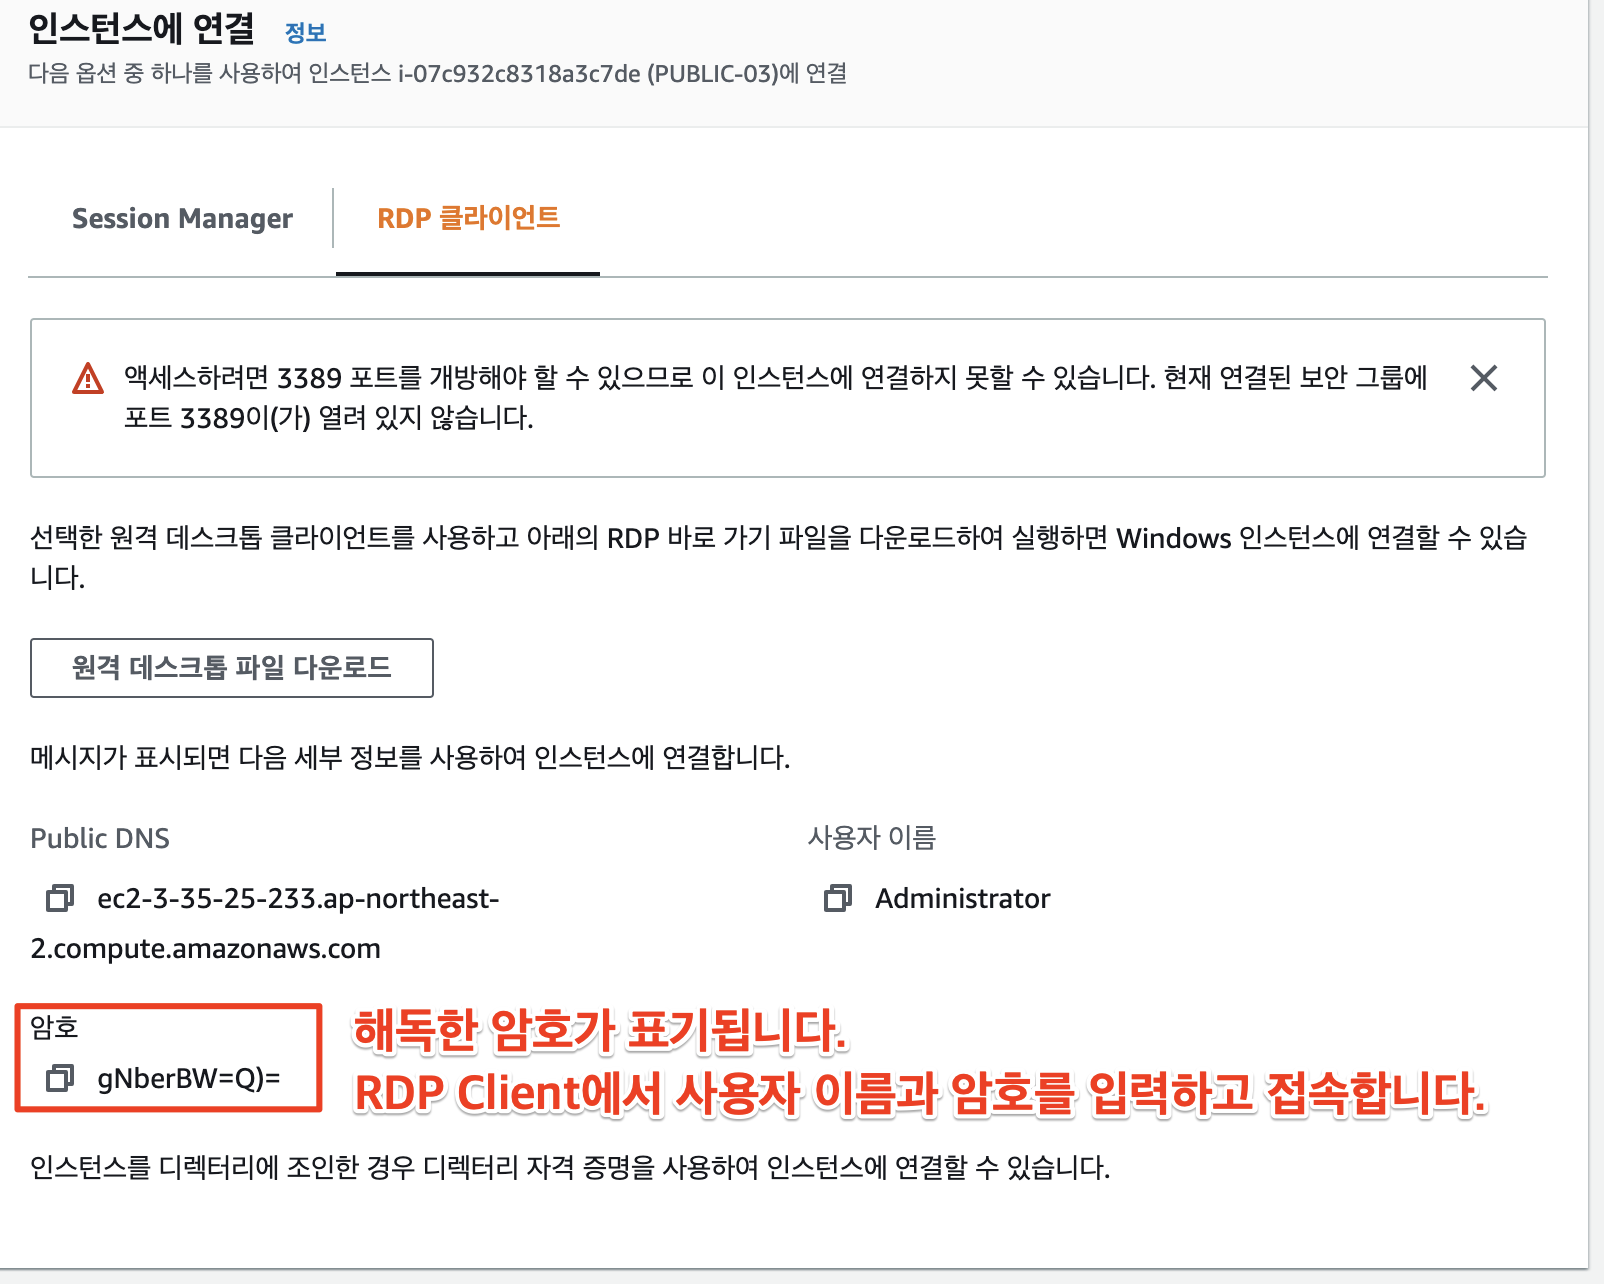 인스턴스에 연결 정보
다음 옵션 중 하나를 사용하여 인스턴스 i-07c932c8318a3c7de (PUBLIC-03)에 연결
Session Manager
RDP 클라이언트
액세스하려면 3389 포트를 개방해야 할 수 있으므로 이 인스턴스에 연결하지 못할 수 있습니다. 현재 연결된 보안 그룹에
포트 3389이(가) 열려 있지 않습니다.
선택한 원격 데스크톱 클라이언트를 사용하고 아래의 RDP 바로 가기 파일을 다운로드하여 실행하면 Windows 인스턴스에 연결할 수 있습
니다.
원격 데스크톱 파일 다운로드
메시지가 표시되면 다음 세부 정보를 사용하여 인스턴스에 연결합니다.
Public DNS
ec2-3-35-25-233.ap-northeast-
2.compute.amazonaws.com
사용자 이름
Administrator
암호
gNberBW=Q)=
해독한 암호가 표기됩니다.
RDP Client에서 사용자 이름과 암호를 입력하고 접속합니다.
인스턴스를 디렉터리에 조인한 경우 디렉터리 자격 증명을 사용하여 인스턴스에 연결할 수 있습니다.